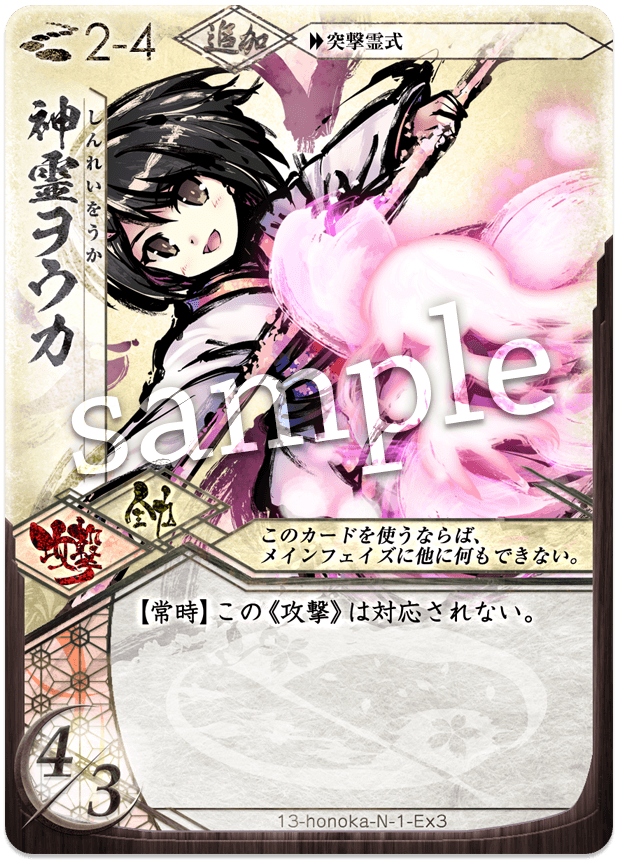 2-4
追加
突撃霊式
神霊ヲウカ
しんれいをうか
sample
攻撃
全力
このカードを使うならば、
メインフェイズに他に何もできない。
【常時】この《攻撃》は対応されない。
4/3
13-honoka-N-1-Ex3